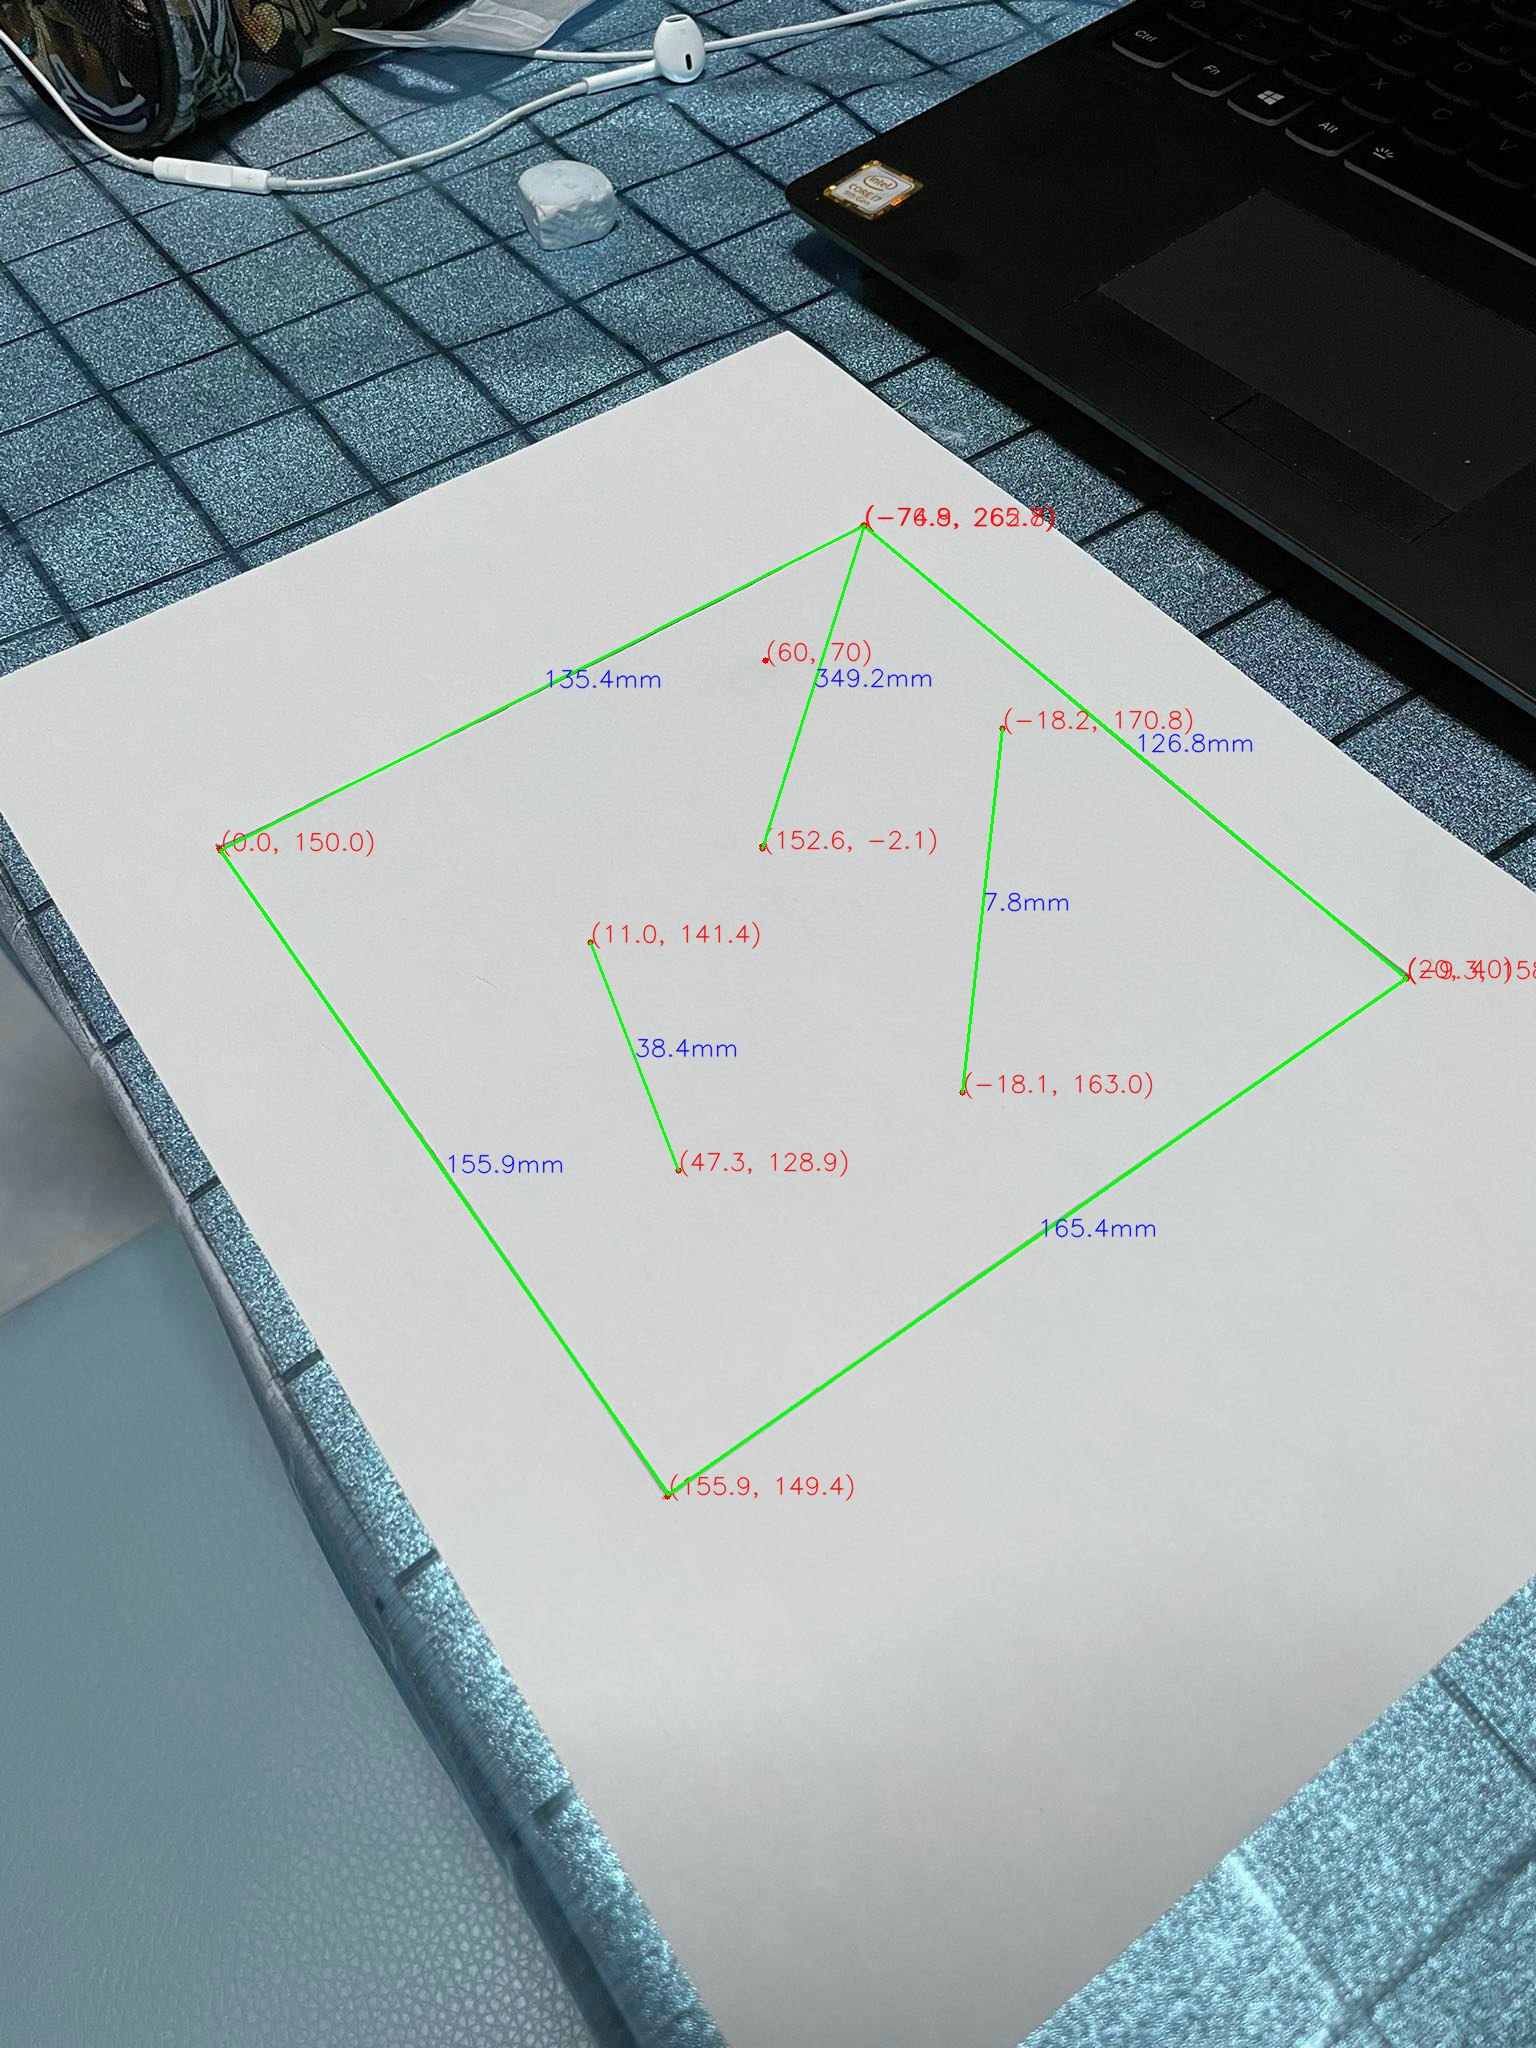 Ctrl
Fn
Alt
A
S
D
F
Z
X
C
V
intel
CORE i7
(60, 70)
135.4mm
349.2mm
(−18.2, 170.8)
126.8mm
(0.0, 150.0)
(152.6, −2.1)
7.8mm
(11.0, 141.4)
38.4mm
(−18.1, 163.0)
155.9mm
(47.3, 128.9)
165.4mm
(155.9, 149.4)